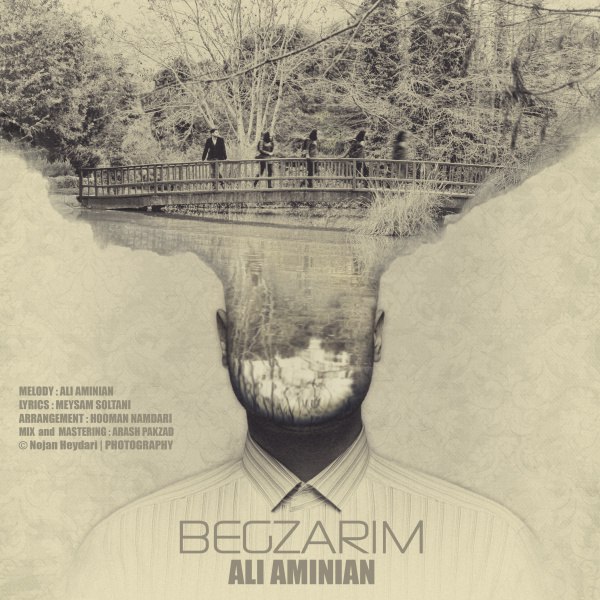 MELODY : ALI AMINIAN
LYRICS : MEYSAM SOLTANI
ARRANGEMENT : HOOMAN NAMDARI
MIX and MASTERING : ARASH PAKZAD
© Nojan Heydari | PHOTOGRAPHY
BEGZARIM
ALI AMINIAN